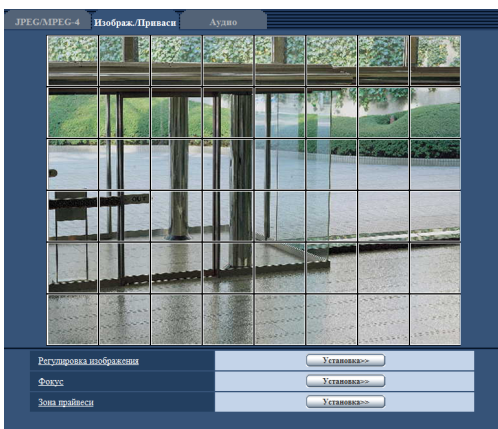 JPEG/MPEG-4
Изображ./Приваси
Аудио
Регулировка изображения
Установка>>
Фокус
Установка>>
Зона прайвеси
Установка>>